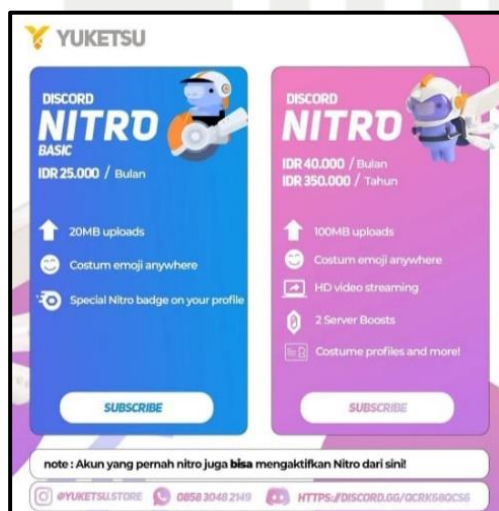 YUKETSU
DISCORD
NITRO
BASIC
IDR 25.000 / Bulan
20MB uploads
Costum emoji anywhere
Special Nitro badge on your profile
SUBSCRIBE
DISCORD
NITRO
IDR 40.000 / Bulan
IDR 350.000 / Tahun
100MB uploads
Costum emoji anywhere
HD video streaming
2 Server Boosts
Costume profiles and more!
SUBSCRIBE
note : Akun yang pernah nitro juga bisa mengaktifkan Nitro dari sini!
@YUKETSU.STORE 0858 3048 2149